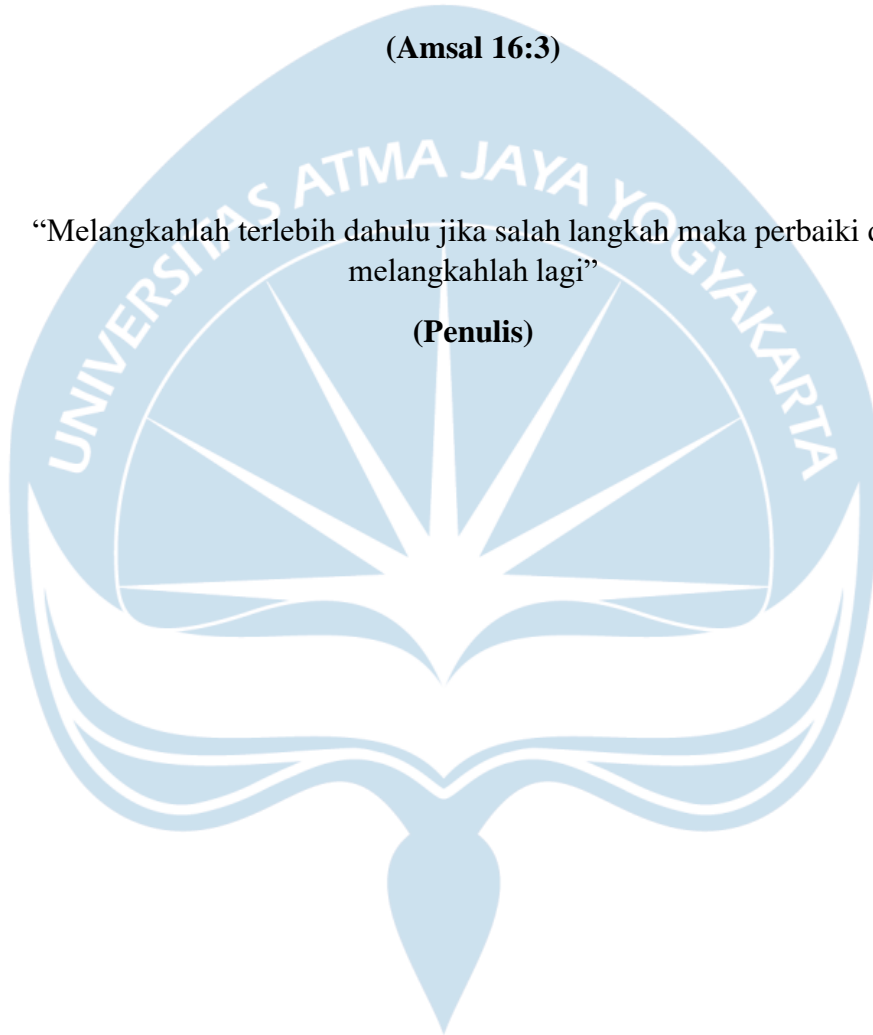 (Amsal 16:3)
UNIVERSITAS ATMA JAYA YOGYAKARTA
“Melangkahlah terlebih dahulu jika salah langkah maka perbaiki
melangkahlah lagi”
(Penulis)